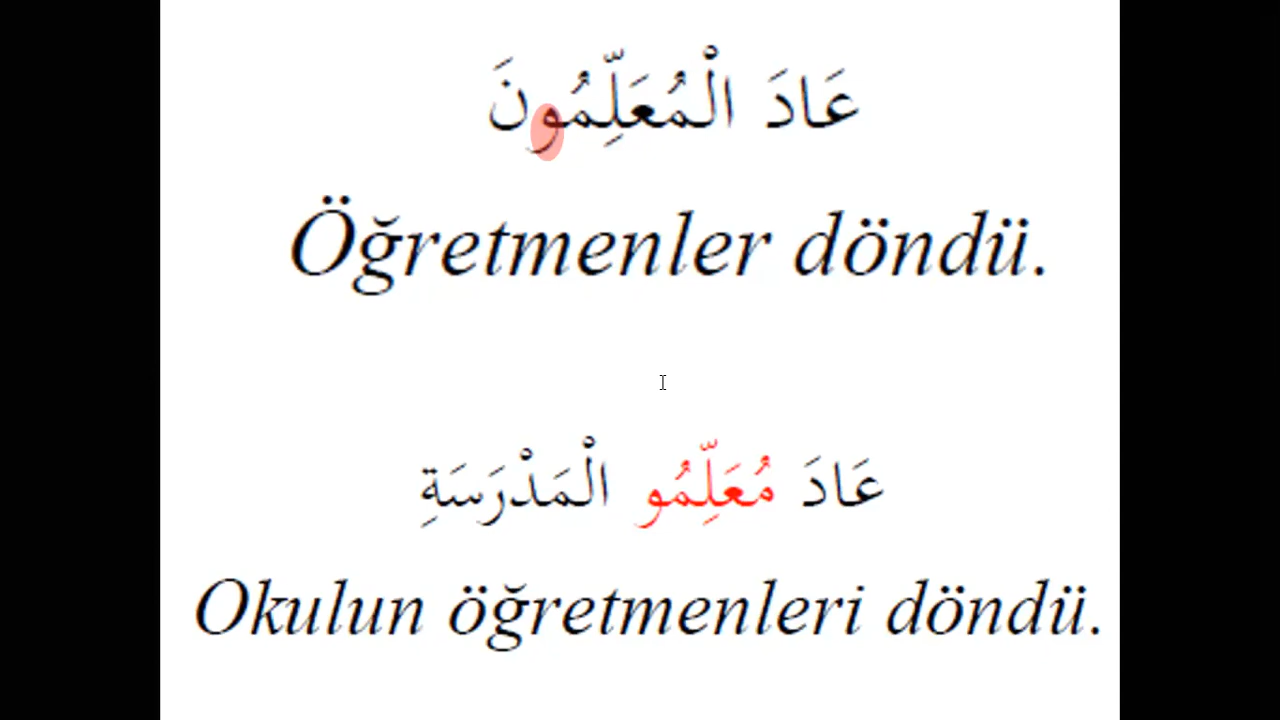 عَادَ الْمُعَلِّمُونَ
Öğretmenler döndü.
عَادَ مُعَلِّمُو الْمَدْرَسَةِ
Okulun öğretmenleri döndü.